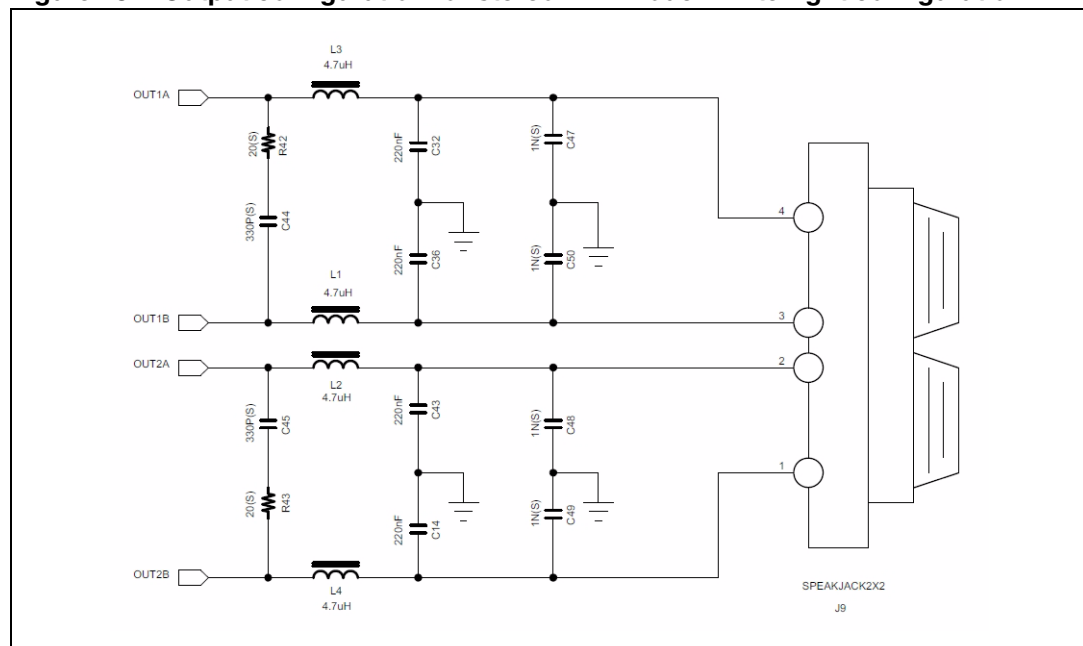 L3
4.7uH
OUT1A
20(S)
R42
220nF
C32
1N(S)
C47
330P(S)
C44
4
220nF
C36
1N(S)
C50
L1
4.7uH
OUT1B
3
OUT2A
2
L2
4.7uH
330P(S)
C45
220nF
C43
1N(S)
C48
1
20(S)
R43
220nF
C14
1N(S)
C49
OUT2B
L4
4.7uH
SPEAKJACK2X2
J9